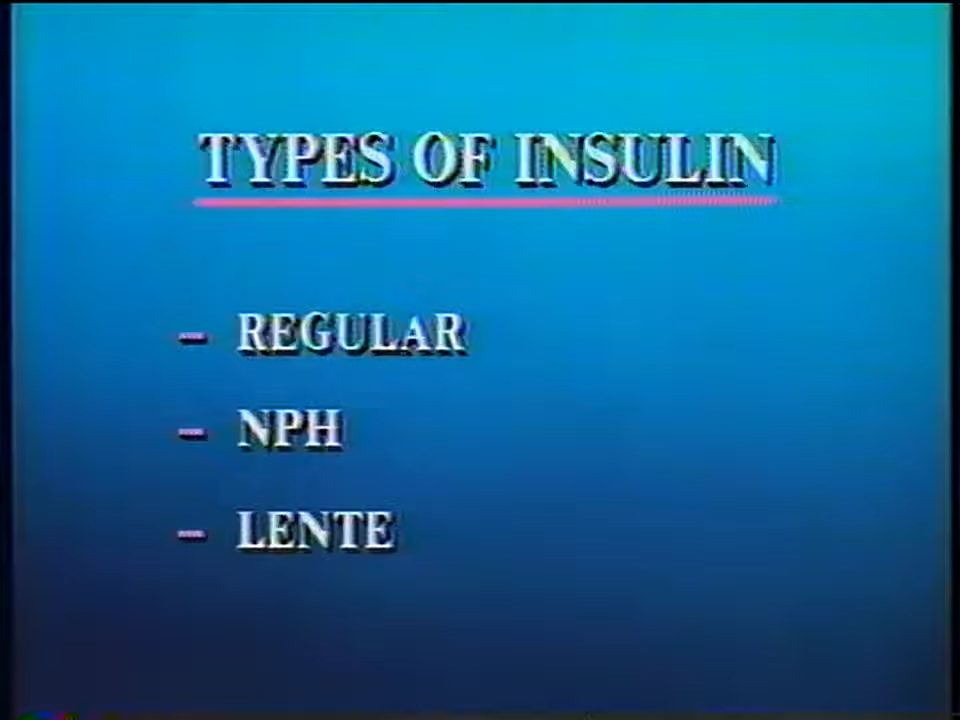 TYPES OF INSULIN
- REGULAR
- NPH
- LENTE